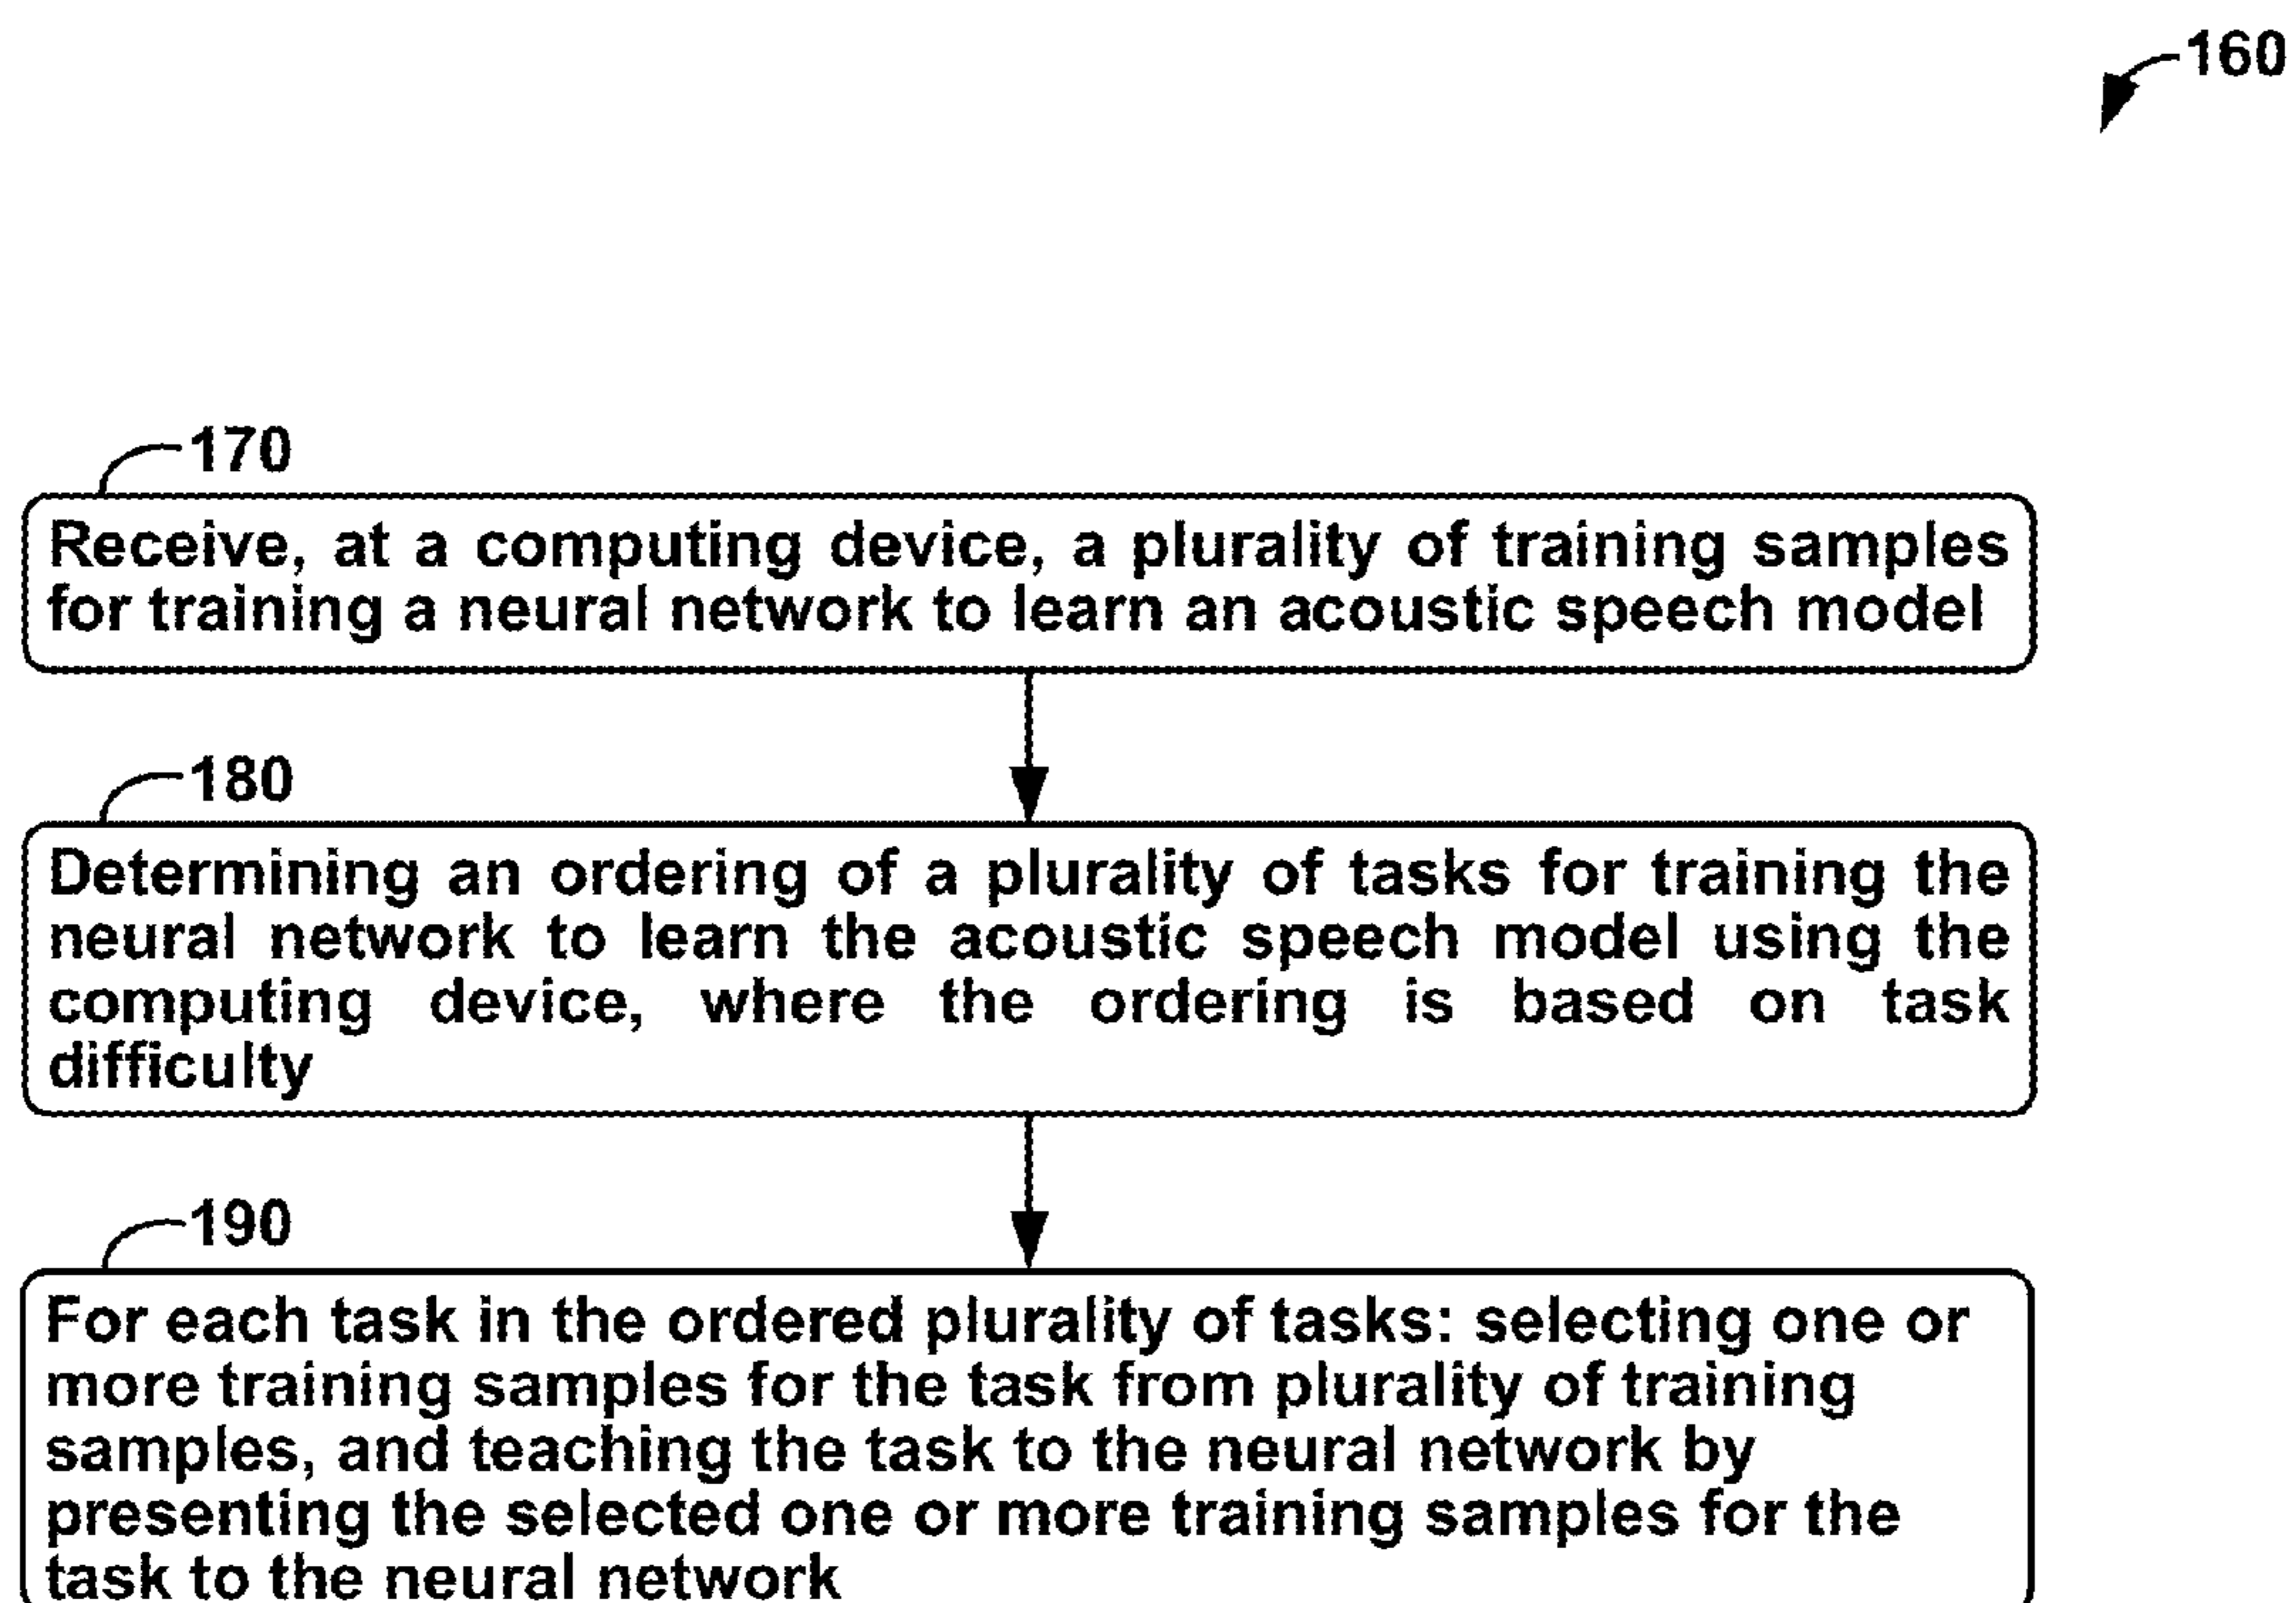 160
170
Receive, at a computing device, a plurality of training samples
for training a neural network to learn an acoustic speech model
180
Determining an ordering of a plurality of tasks for training the
neural network to learn the acoustic speech model using the
computing device, where the ordering is based on task
difficulty
190
For each task in the ordered plurality of tasks: selecting one or
more training samples for the task from plurality of training
samples, and teaching the task to the neural network by
presenting the selected one or more training samples for the
task to the neural network